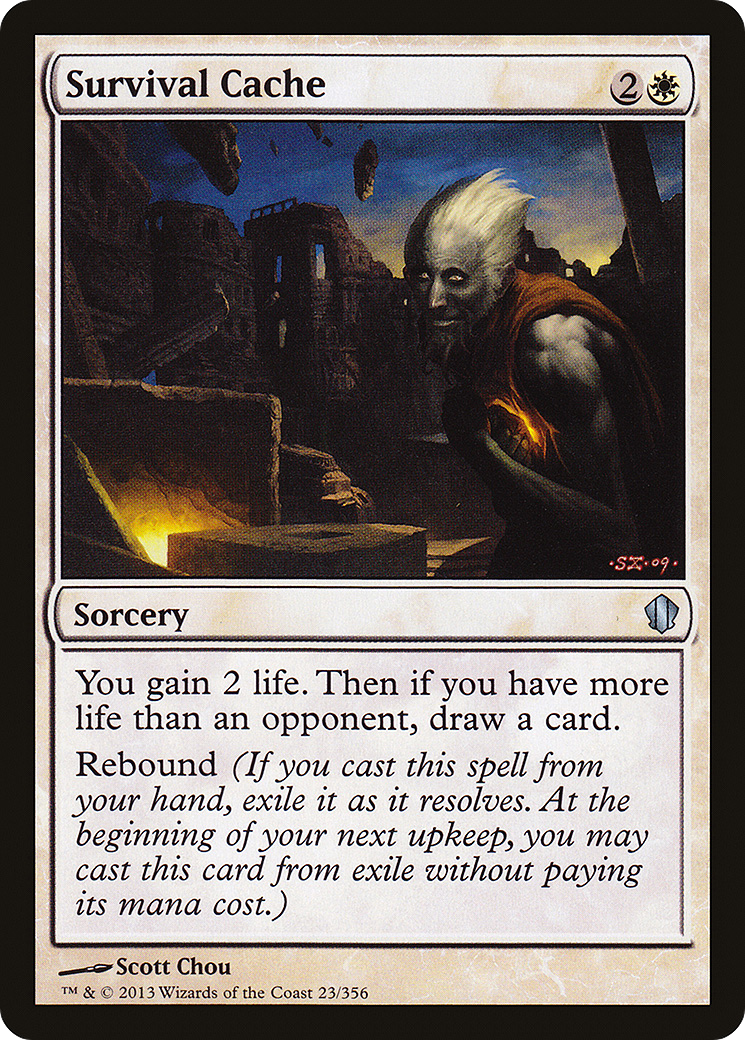 Survival Cache 2
·SZ·09·
Sorcery
You gain 2 life. Then if you have more
life than an opponent, draw a card.
Rebound (If you cast this spell from
your hand, exile it as it resolves. At the
beginning of your next upkeep, you may
cast this card from exile without paying
its mana cost.)
Scott Chou
™ & © 2013 Wizards of the Coast 23/356